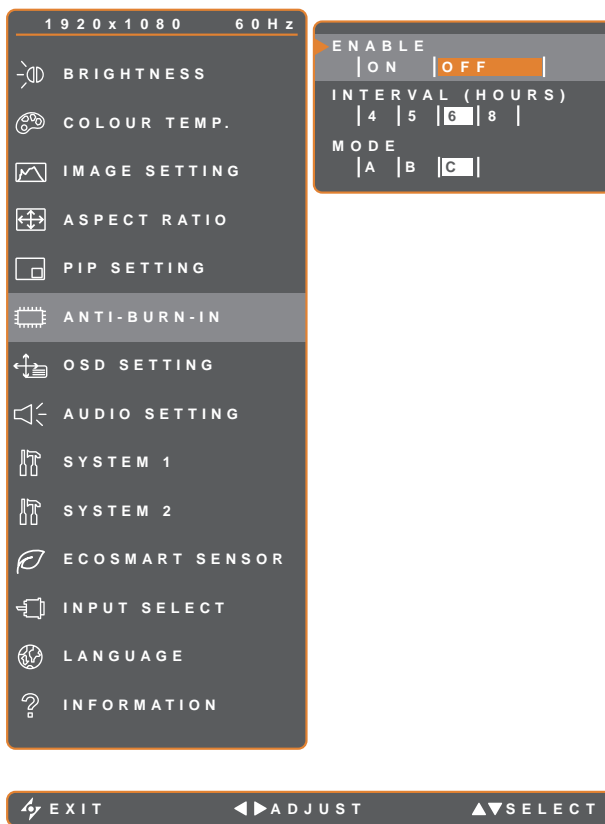 1920x1080 60Hz
BRIGHTNESS
COLOUR TEMP.
IMAGE SETTING
ASPECT RATIO
PIP SETTING
ANTI-BURN-IN
OSD SETTING
AUDIO SETTING
SYSTEM 1
SYSTEM 2
ECOSMART SENSOR
INPUT SELECT
LANGUAGE
INFORMATION
ENABLE
ON OFF
INTERVAL (HOURS)
4 5 6 8
MODE
A B C
EXIT ADJUST SELECT